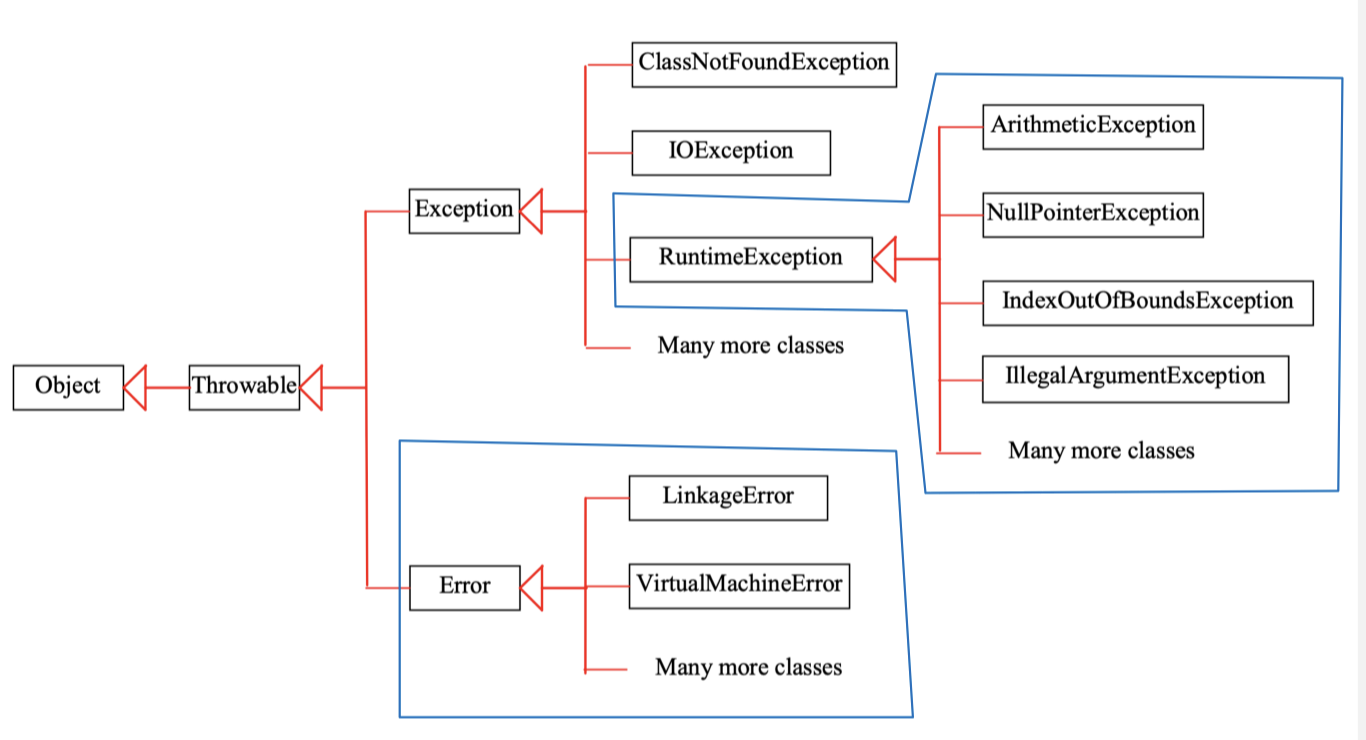 ClassNotFoundException
IOException
Exception
RuntimeException
Many more classes
ArithmeticException
NullPointerException
IndexOutOfBoundsException
IllegalArgumentException
Many more classes
Object
Throwable
LinkageError
Error
VirtualMachineError
Many more classes